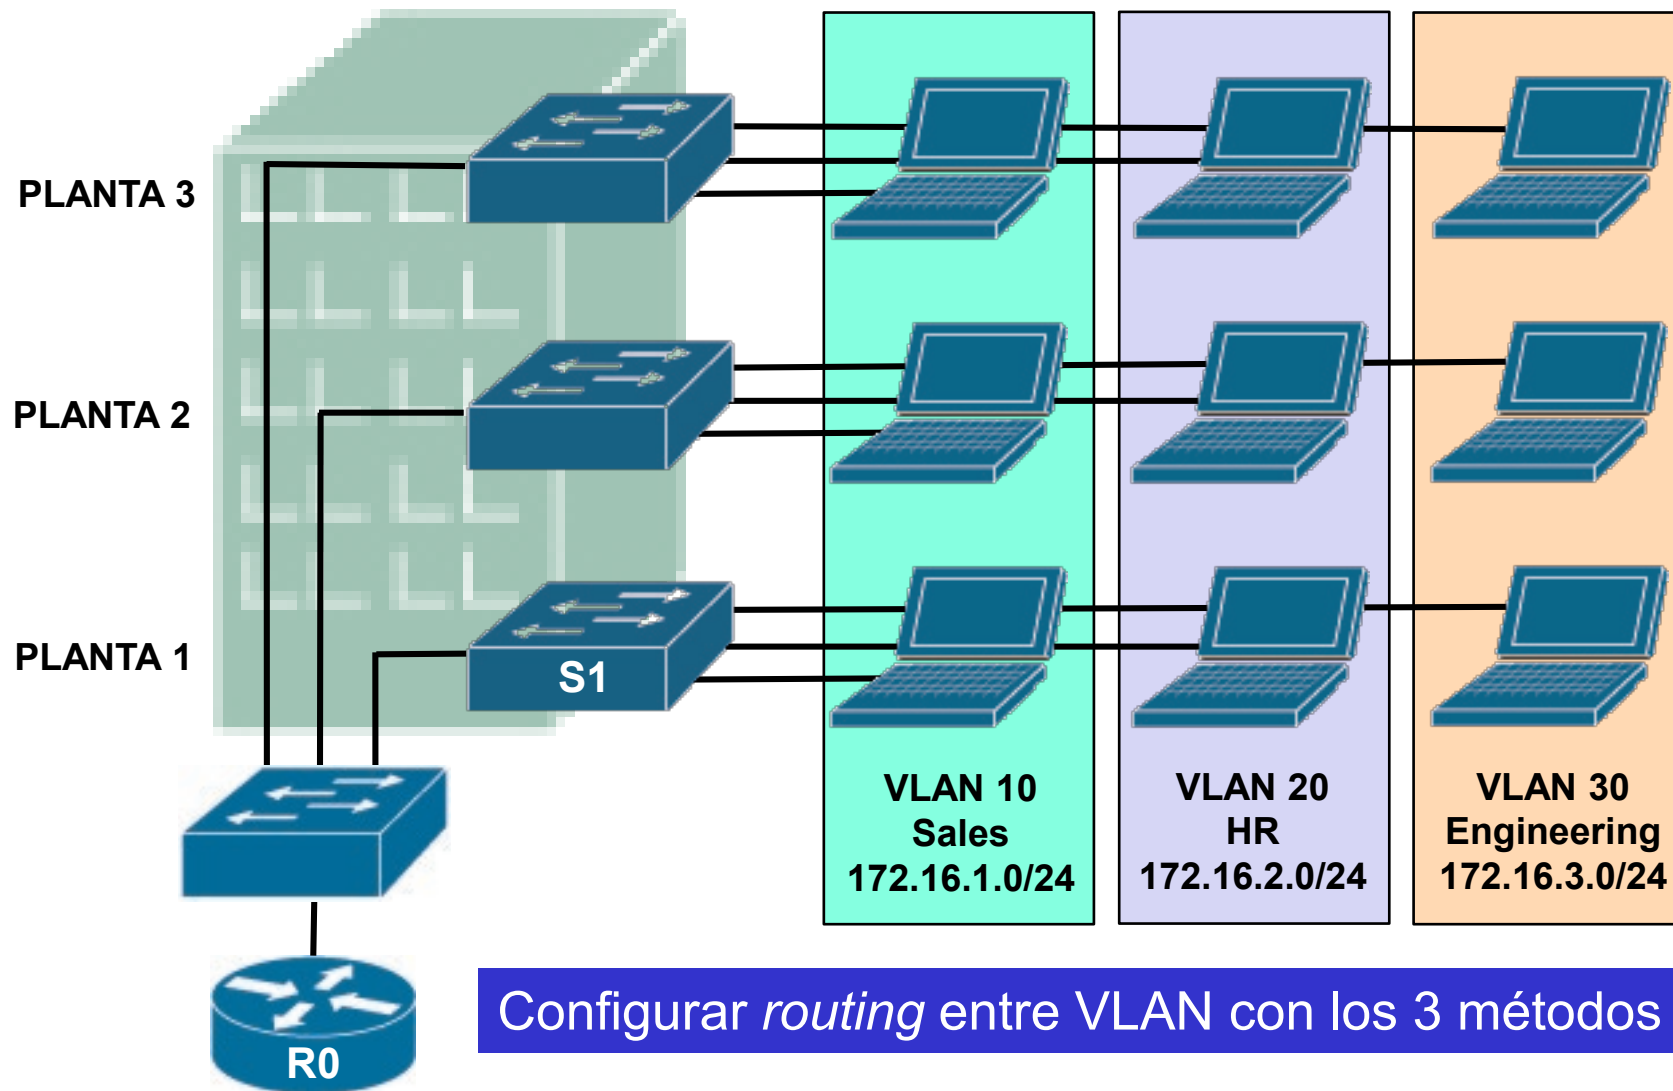 PLANTA 3
PLANTA 2
PLANTA 1
S1
VLAN 10
Sales
172.16.1.0/24
VLAN 20
HR
172.16.2.0/24
VLAN 30
Engineering
172.16.3.0/24
R0
Configurar routing entre VLAN con los 3 métodos